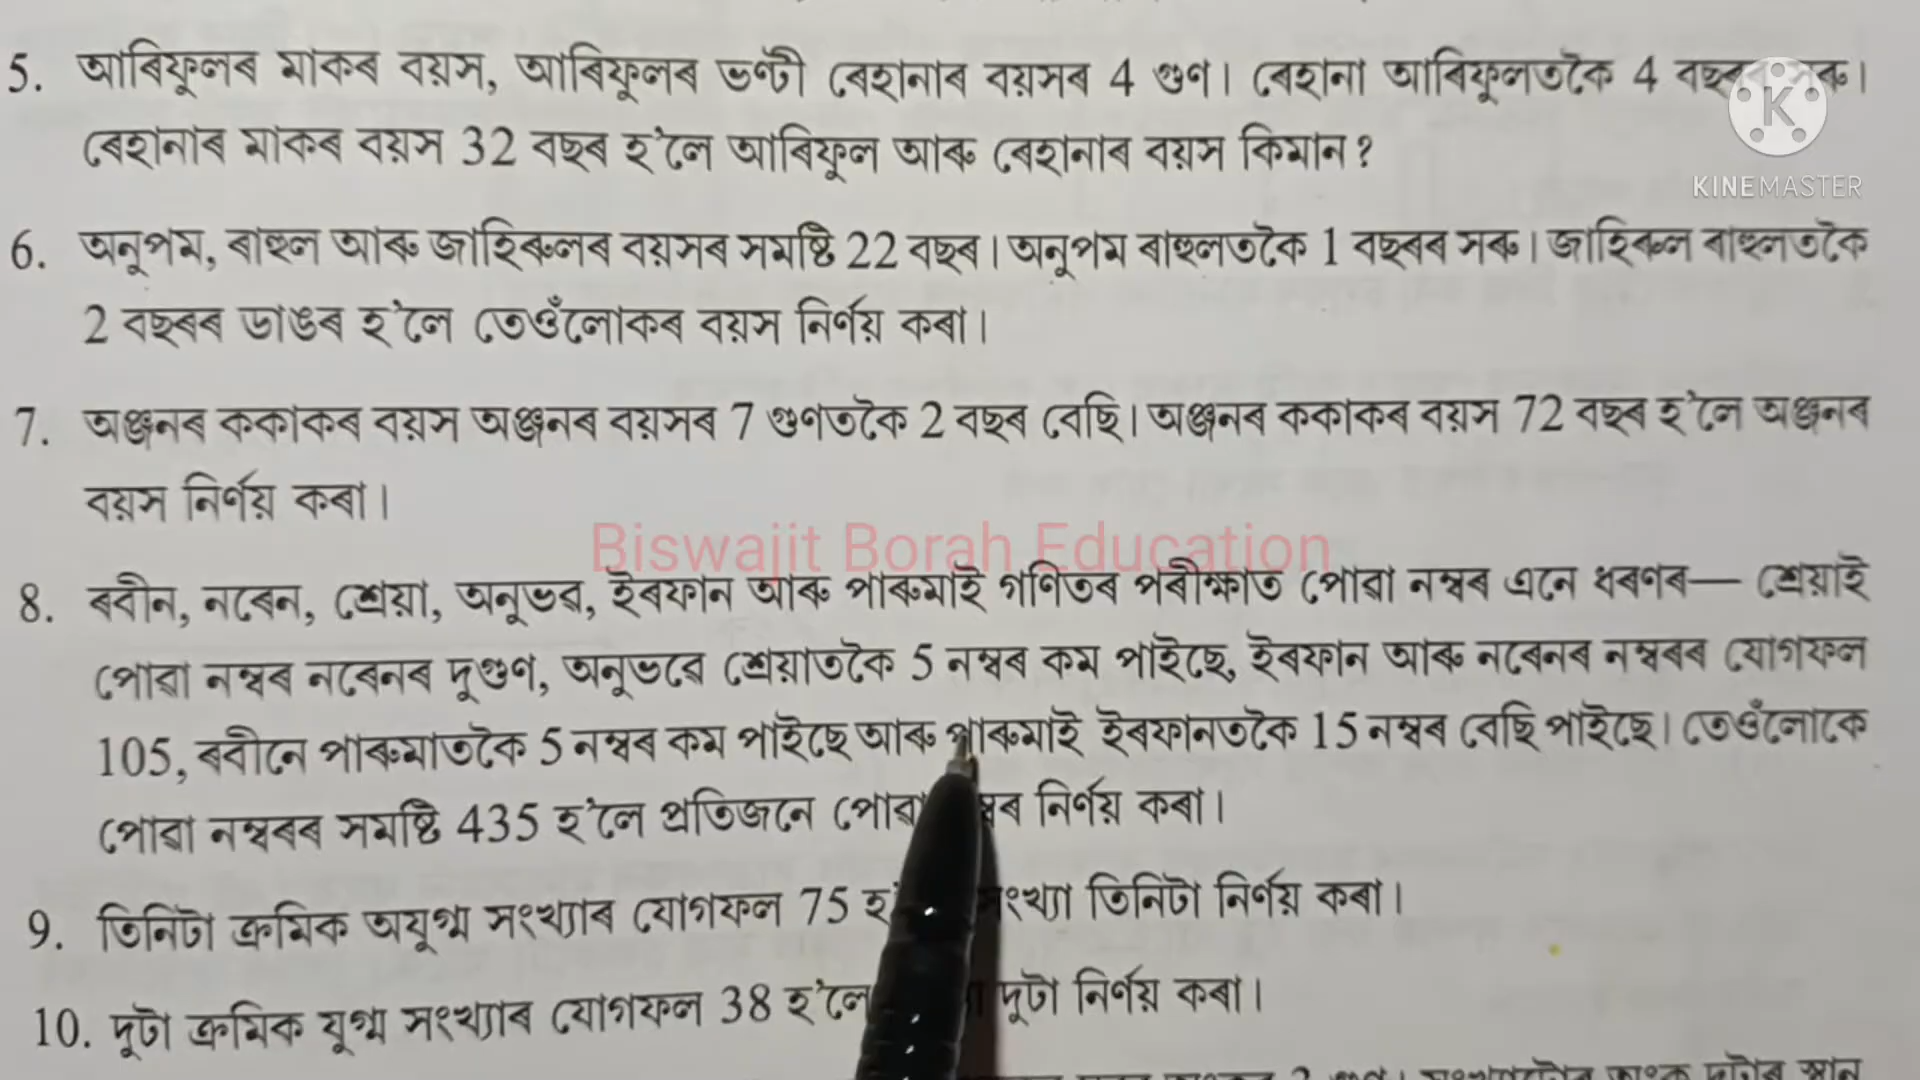 5. আৰিফুলৰ মাকৰ বয়স, আৰিফুলৰ ভণ্টী ৰেহানাৰ বয়সৰ 4 গুণ। ৰেহানা আৰিফুলতকৈ 4 বছৰৰ সৰু।
ৰেহানাৰ মাকৰ বয়স 32 বছৰ হ'লে আৰিফুল আৰু ৰেহানাৰ বয়স কিমান?
KINEMASTER
6. অনুপম, ৰাহুল আৰু জাহিৰুলৰ বয়সৰ সমষ্টি 22 বছৰ। অনুপম ৰাহুলতকৈ 1 বছৰৰ সৰু। জাহিৰুল ৰাহুলতকৈ
2 বছৰৰ ডাঙৰ হ'লে তেওঁলোকৰ বয়স নিৰ্ণয় কৰা।
7. অঞ্জনৰ ককাকৰ বয়স অঞ্জনৰ বয়সৰ 7 গুণতকৈ 2 বছৰ বেছি। অঞ্জনৰ ককাকৰ বয়স 72 বছৰ হ'লে অঞ্জনৰ
বয়স নিৰ্ণয় কৰা।
Biswajit Borah Education
8. ৰবীন, নৰেন, শ্ৰেয়া, অনুভৱ, ইৰফান আৰু পাৰুমাই গণিতৰ পৰীক্ষাত পোৱা নম্বৰ এনে ধৰণৰ— শ্ৰেয়াই
পোৱা নম্বৰ নৰেনৰ দুগুণ, অনুভৱে শ্ৰেয়াতকৈ 5 নম্বৰ কম পাইছে, ইৰফান আৰু নৰেনৰ নম্বৰৰ যোগফল
105, ৰবীনে পাৰুমাতকৈ 5 নম্বৰ কম পাইছে আৰু পাৰুমাই ইৰফানতকৈ 15 নম্বৰ বেছি পাইছে। তেওঁলোকে
পোৱা নম্বৰৰ সমষ্টি 435 হ'লে প্ৰতিজনে পোৱা নিৰ্ণয় কৰা।
9. তিনিটা ক্ৰমিক অযুগ্ম সংখ্যাৰ যোগফল 75 তিনিটা নিৰ্ণয় কৰা।
10. দুটা ক্ৰমিক যুগ্ম সংখ্যাৰ যোগফল 38 হ'লে দুটা নিৰ্ণয় কৰা।